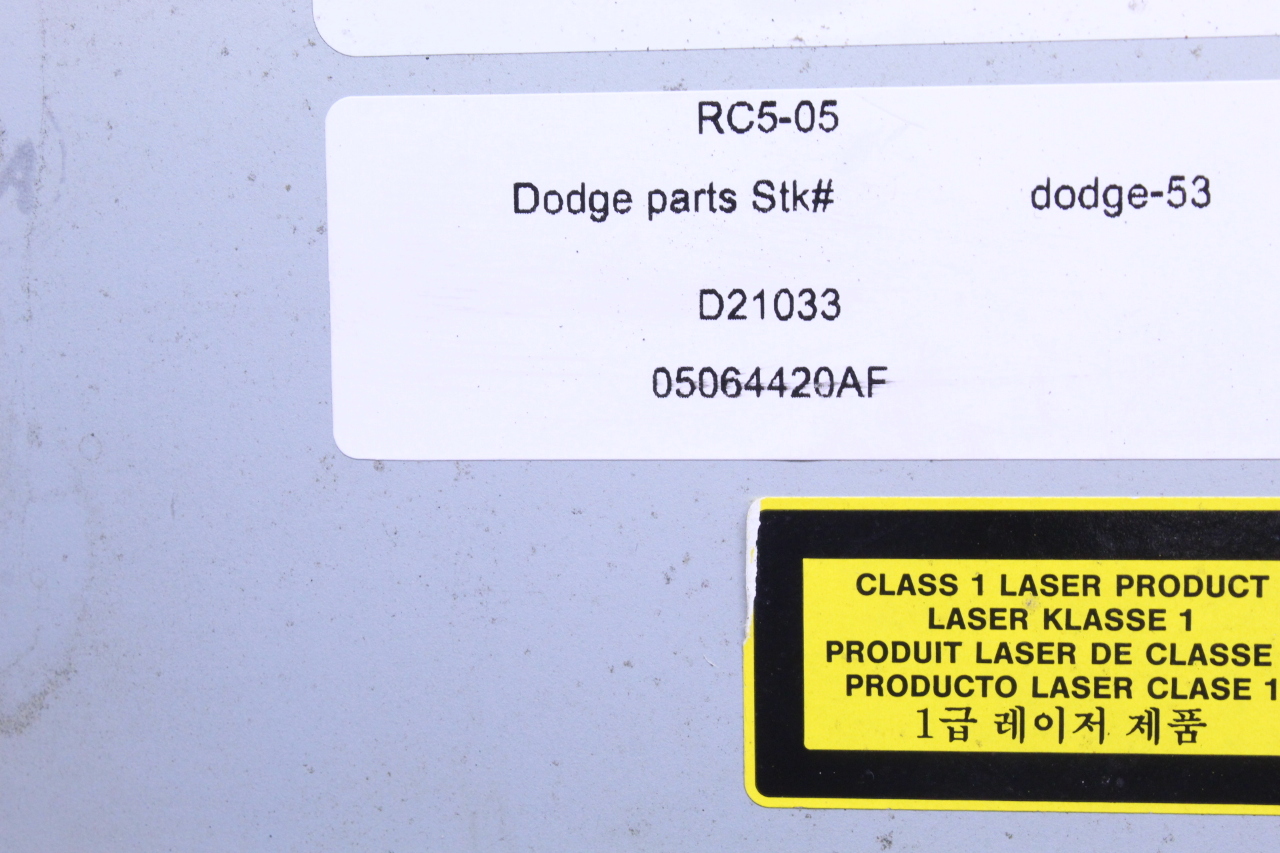 RC5-05
Dodge parts Stk# dodge-53
D21033
05064420AF
CLASS 1 LASER PRODUCT
LASER KLASSE 1
PRODUIT LASER DE CLASSE
PRODUCTO LASER CLASE 1
1급 레이저 제품